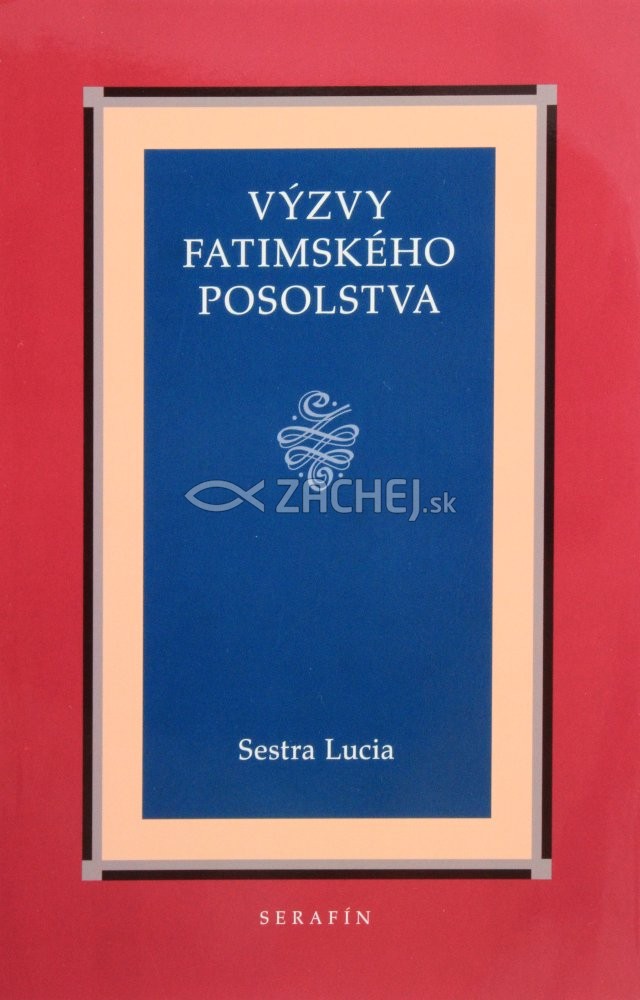 VÝZVY
FATIMSKÉHO
POSOLSTVA
ZACHEJ.sk
Sestra Lucia
SERAFÍN